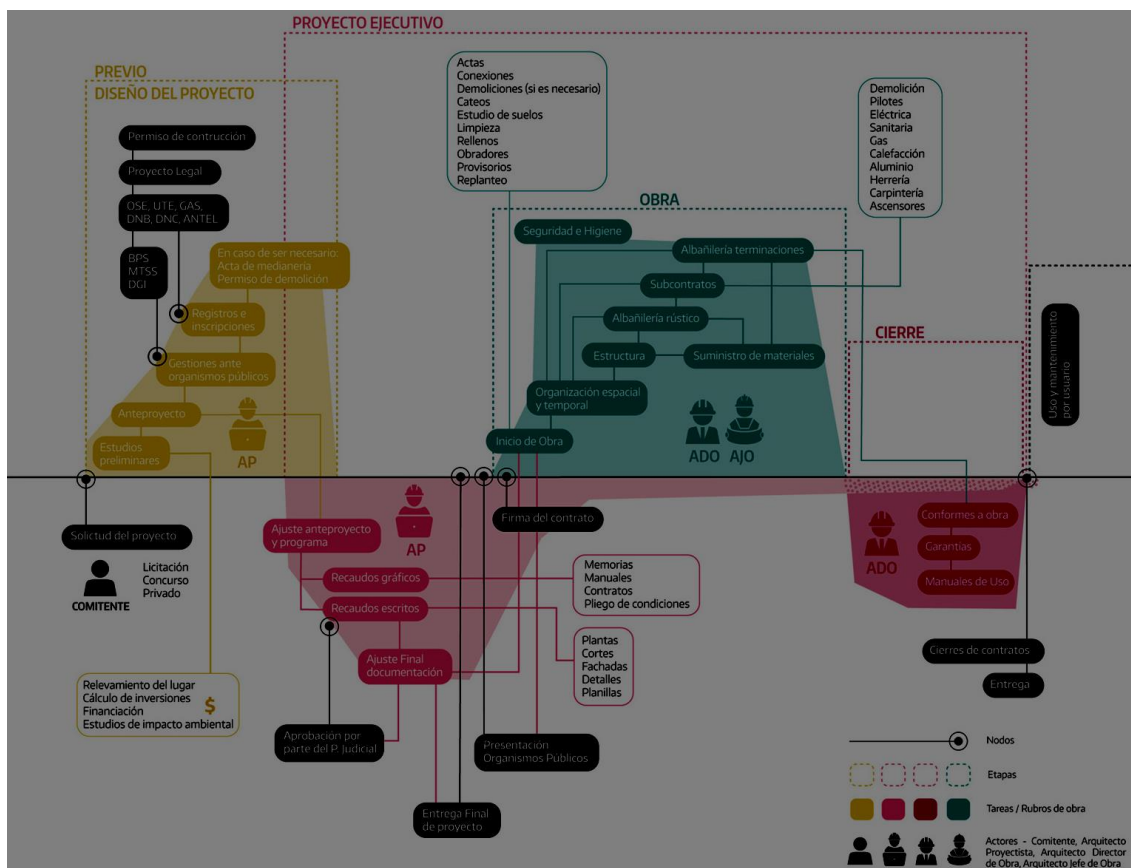 PROYECTO EJECUTIVO
PREVIO
DISEÑO DEL PROYECTO
Permiso de contrucción
Proyecto Legal
OSE, UTE, GAS,
DNB, DNC, ANTEL
BPS
MTSS
DGI
En caso de ser necesario:
Acta de medianería
Permiso de demolición
Registros e
inscripciones
Gestiones ante
organismos públicos
Anteproyecto
Estudios
preliminares
AP
Actas
Conexiones
Demoliciones (si es necesario)
Cateos
Estudio de suelos
Limpieza
Rellenos
Obradores
Provisorios
Replanteo
Demolición
Pilotes
Eléctrica
Sanitaria
Gas
Calefacción
Aluminio
Herrería
Carpintería
Ascensores
OBRA
Seguridad e Higiene
Albañilería terminaciones
Subcontratos
Albañilería rústico
Estructura
Suministro de materiales
Organización espacial
y temporal
Inicio de Obra
ADO
AJO
CIERRE
Uso y mantenimiento
por usuario
Solictud del proyecto
COMITENTE
Licitación
Concurso
Privado
Ajuste anteproyecto
y programa
AP
Firma del contrato
Recaudos gráficos
Recaudos escritos
Ajuste Final
documentación
Memorias
Manuales
Contratos
Pliego de condiciones
Plantas
Cortes
Fachadas
Detalles
Planillas
Conformes a obra
Garantías
Manuales de Uso
ADO
Cierres de contratos
Entrega
Relevamiento del lugar
Cálculo de inversiones
Financiación
Estudios de impacto ambiental
$
Aprobación por
parte del P. Judicial
Presentación
Organismos Públicos
Entrega Final
de proyecto
Nodos
Etapas
Tareas / Rubros de obra
Actores - Comitente, Arquitecto
Proyectista, Arquitecto Director
de Obra, Arquitecto Jefe de Obra